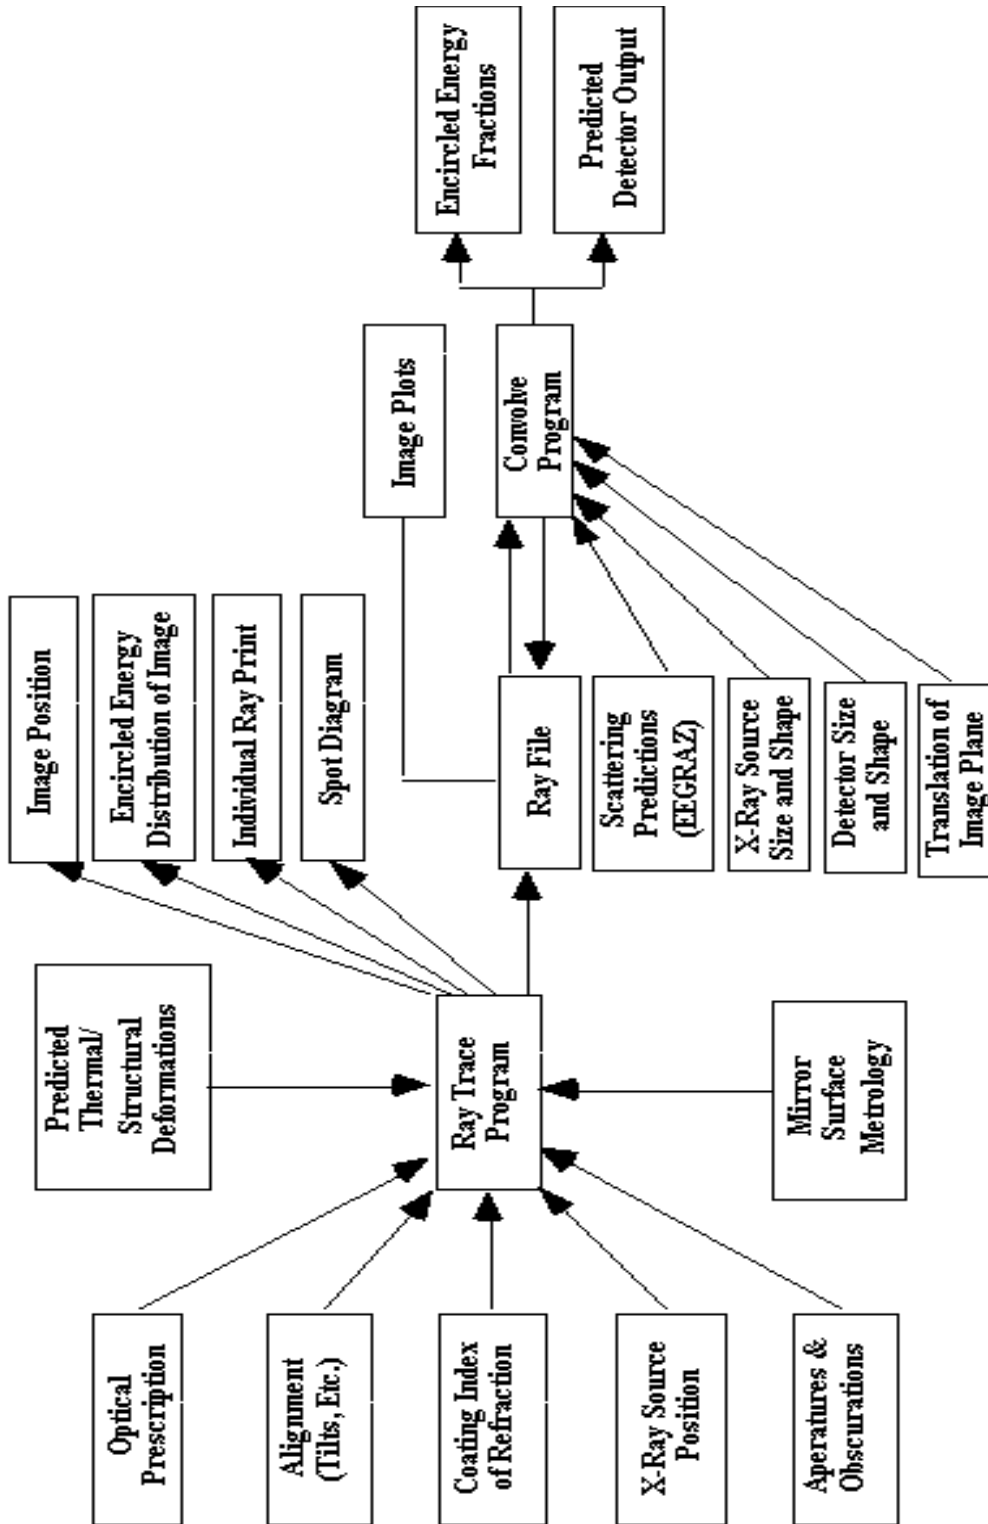 Optical
Prescription
Alignment
(Tilts, Etc.)
Coating Index
of Refraction
X-Ray Source
Position
Aperatures &
Obscurations
Predicted
Thermal/
Structural
Deformations
Ray Trace
Program
Mirror
Surface
Metrology
Image Position
Encircled Energy
Distribution of Image
Individual Ray Print
Spot Diagram
Ray File
Scattering
Predictions
(EEGRAZ)
X-Ray Source
Size and Shape
Detector Size
and Shape
Translation of
Image Plane
Image Plots
Convolve
Program
Encircled Energy
Fractions
Predicted
Detector Output